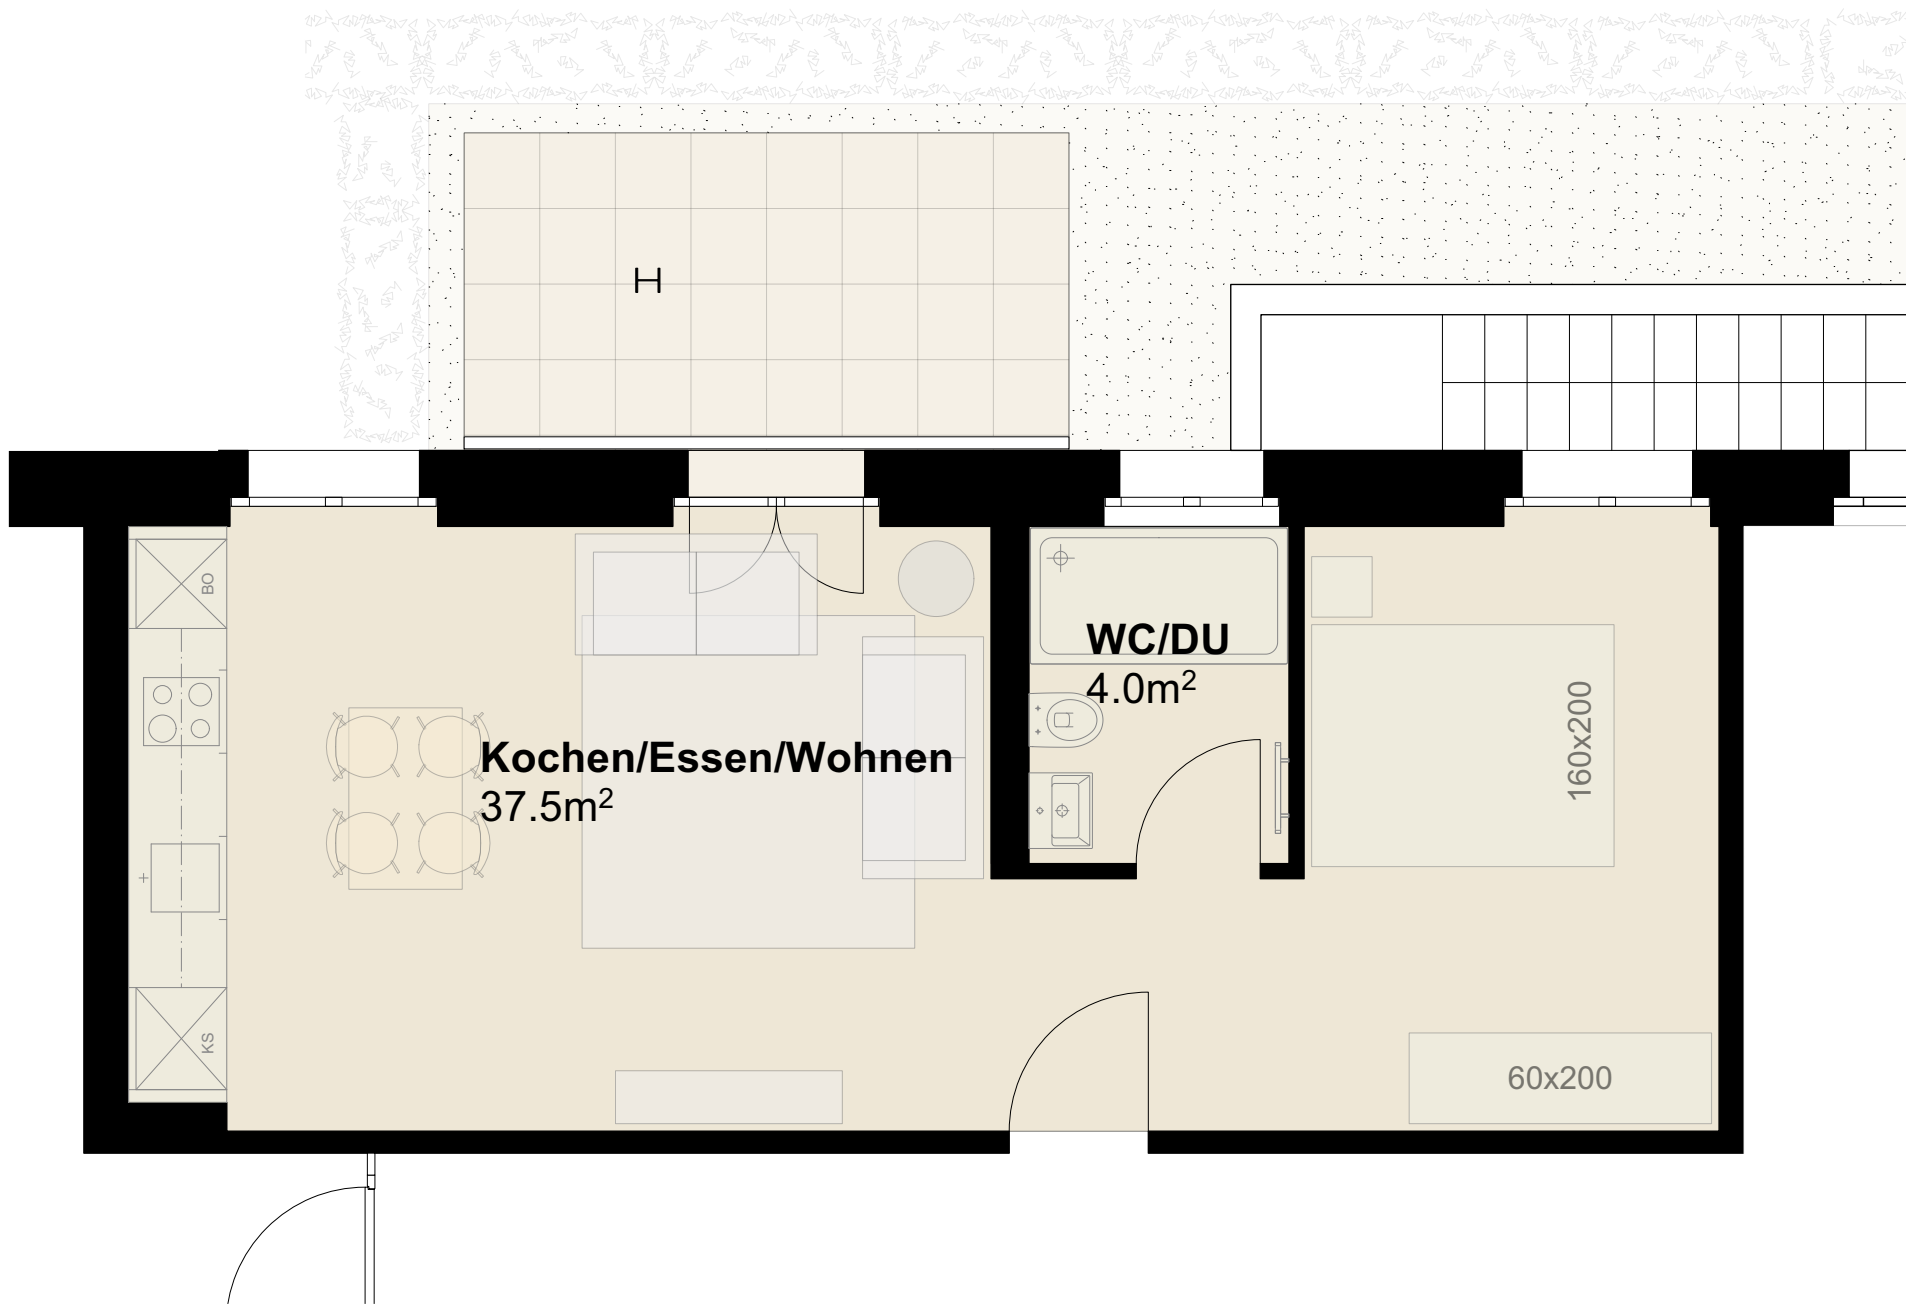 H
BO
WC/DU
4.0m²
160x200
Kochen/Essen/Wohnen
37.5m²
KS
60x200